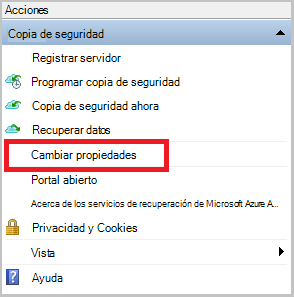 Acciones
Copia de seguridad
Registrar servidor
Programar copia de seguridad
Copia de seguridad ahora
Recuperar datos
Cambiar propiedades
Portal abierto
Acerca de los servicios de recuperación de Microsoft Azure A...
Privacidad y Cookies
Vista
Ayuda